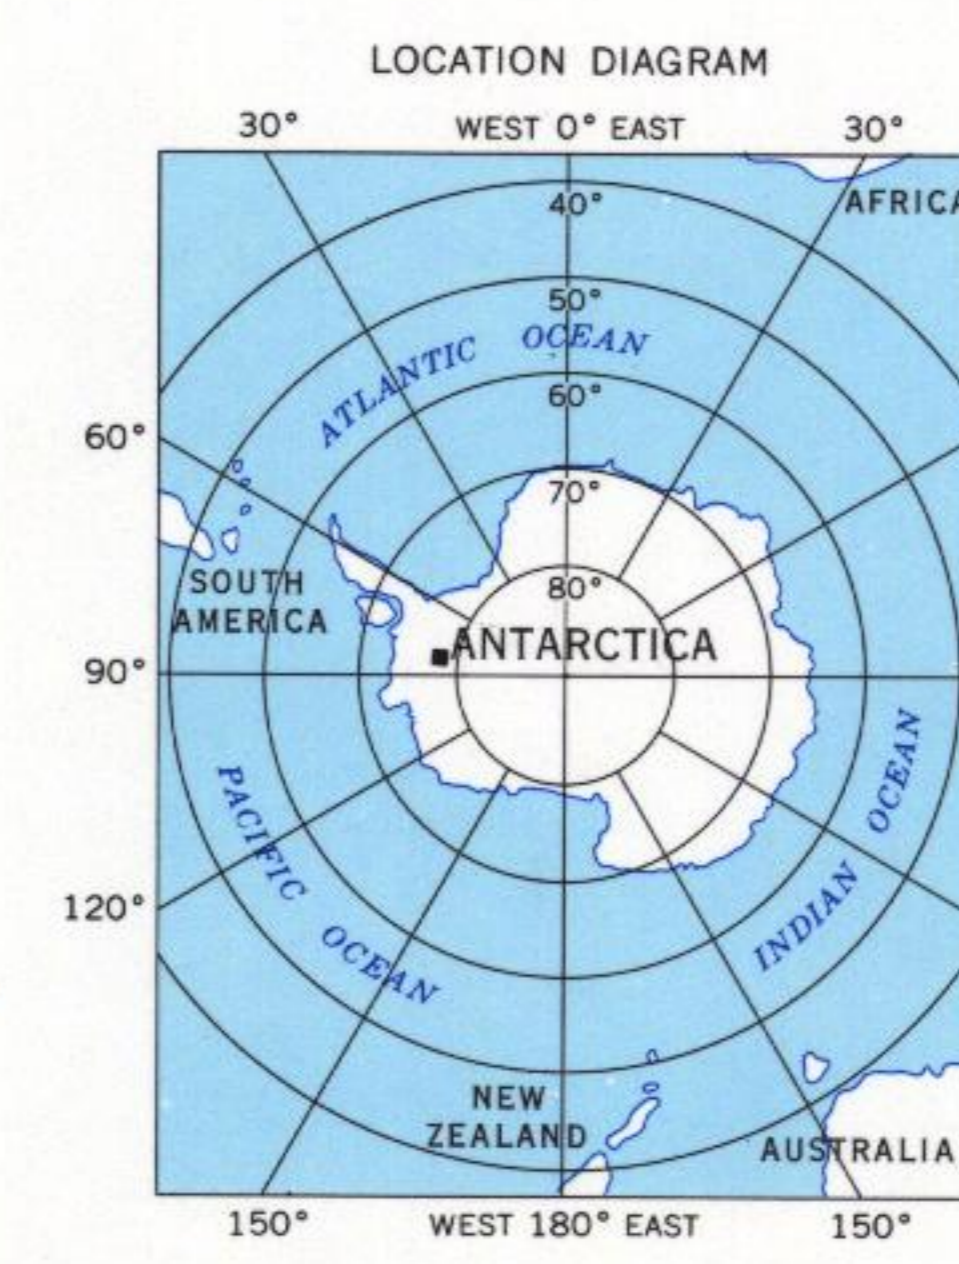 LOCATION DIAGRAM
30° WEST 0° EAST 30°
AFRICA
40°
50°
ATLANTIC OCEAN
60°
60°
70°
80°
SOUTH
AMERICA
ANTARCTICA
90°
PACIFIC OCEAN
INDIAN OCEAN
120°
NEW
ZEALAND
AUSTRALIA
150° WEST 180° EAST 150°